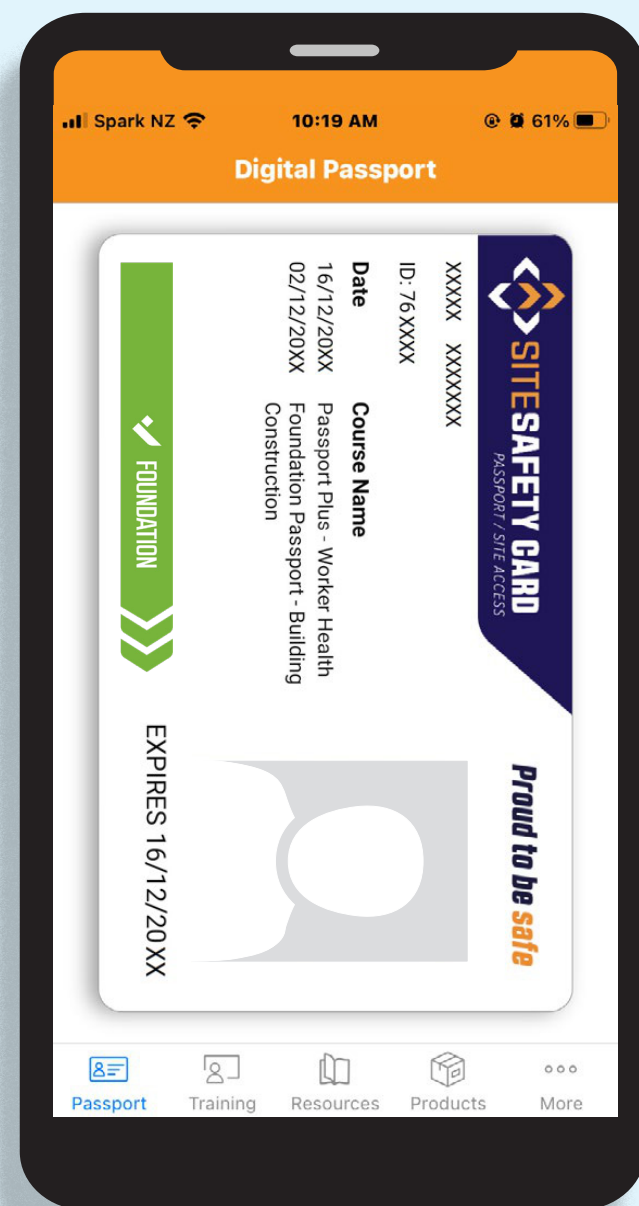 Spark NZ 10:19 AM 61%
Digital Passport
SITESAFETY CARD
PASSPORT / SITE ACCESS
Proud to be safe
XXXXX XXXXXXX
ID: 76XXXX
Date Course Name
16/12/20XX Passport Plus - Worker Health
02/12/20XX Foundation Passport - Building
Construction
FOUNDATION
EXPIRES 16/12/20XX
Passport Training Resources Products More